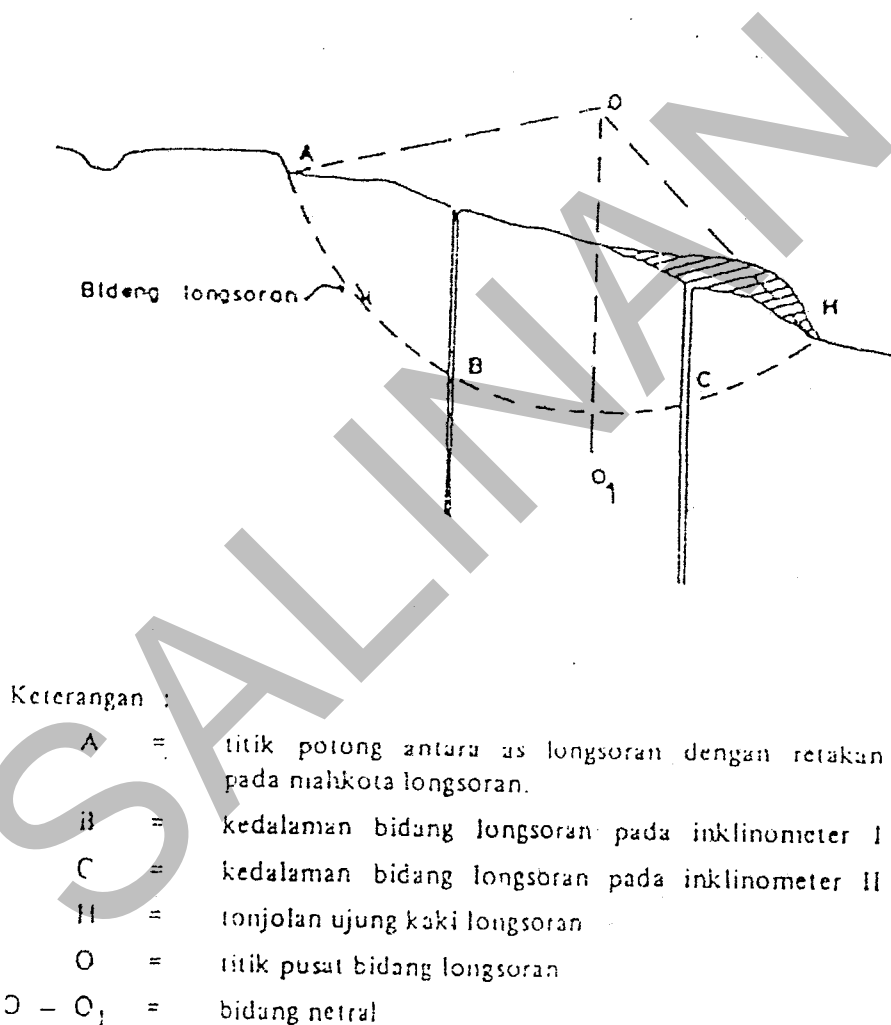 O
A
Bideng longsoran
H
B
C
O₁
SALINAN
Keterangan :
A = titik potong antara as longsoran dengan retakan
pada mahkota longsoran.
B = kedalaman bidang longsoran pada inklinometer I
C = kedalaman bidang longsoran pada inklinometer II
H = tonjolan ujung kaki longsoran
O = titik pusat bidang longsoran
O – O₁ = bidang netral